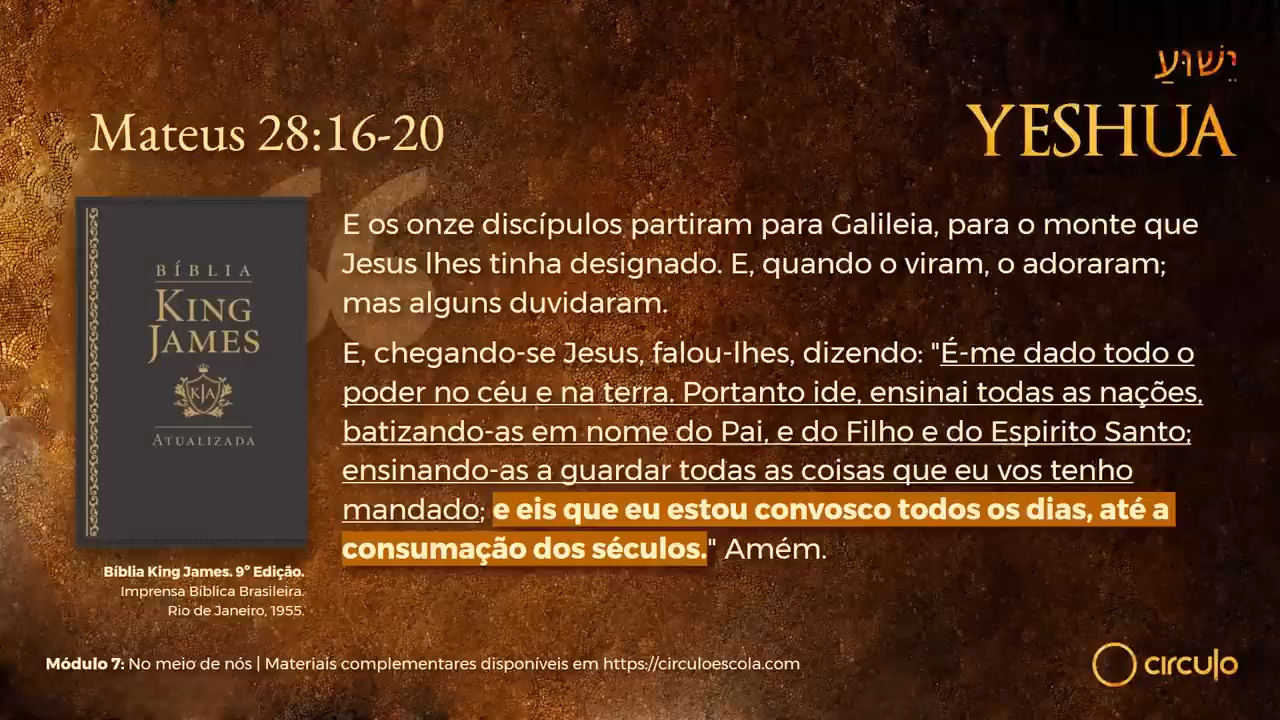 יֵשׁוּעַ
YESHUA
Mateus 28:16-20
BÍBLIA
KING
JAMES
KJA
ATUALIZADA
E os onze discípulos partiram para Galileia, para o monte que
Jesus lhes tinha designado. E, quando o viram, o adoraram;
mas alguns duvidaram.
E, chegando-se Jesus, falou-lhes, dizendo: "É-me dado todo o
poder no céu e na terra. Portanto ide, ensinai todas as nações,
batizando-as em nome do Pai, e do Filho e do Espirito Santo;
ensinando-as a guardar todas as coisas que eu vos tenho
mandado; e eis que eu estou convosco todos os dias, até a
consumação dos séculos." Amém.
Bíblia King James. 9° Edição.
Imprensa Bíblica Brasileira.
Rio de Janeiro, 1955.
Módulo 7: No meio de nós | Materiais complementares disponíveis em https://circuloescola.com
circulo